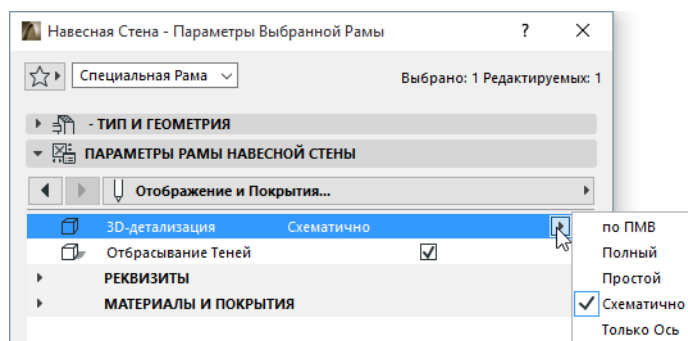 Навесная Стена - Параметры Выбранной Рамы ?
Специальная Рама Выбрано: 1 Редактируемых: 1
- ТИП И ГЕОМЕТРИЯ
ПАРАМЕТРЫ РАМЫ НАВЕСНОЙ СТЕНЫ
Отображение и Покрытия...
3D-детализация Схематично
Отбрасывание Теней
РЕКВИЗИТЫ
МАТЕРИАЛЫ И ПОКРЫТИЯ
по ПМВ
Полный
Простой
Схематично
Только Ось